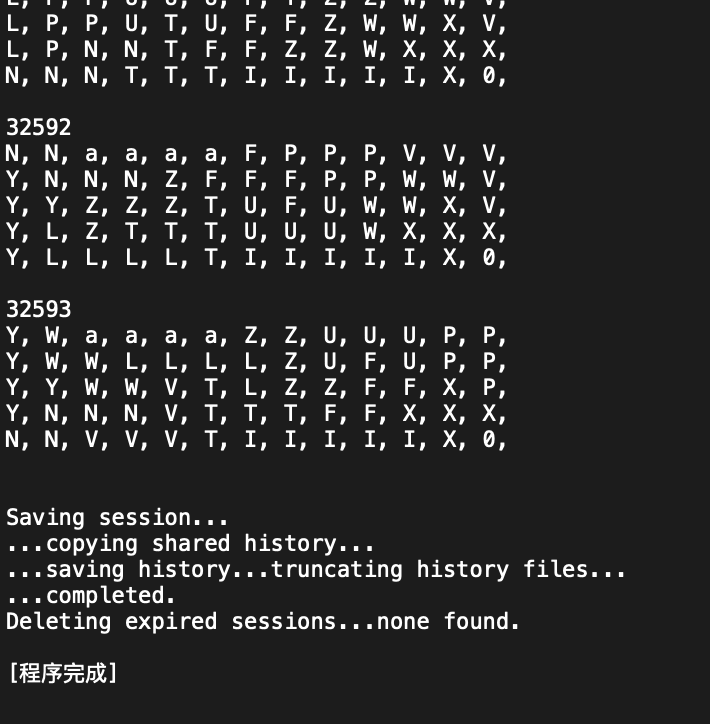 L, P, P, U, T, U, F, F, Z, W, W, X, V,
L, P, N, N, T, F, F, Z, Z, W, X, X, X,
N, N, N, T, T, T, I, I, I, I, I, X, 0,
32592
N, N, a, a, a, a, F, P, P, P, V, V, V,
Y, N, N, N, Z, F, F, F, P, P, W, W, V,
Y, Y, Z, Z, Z, T, U, F, U, W, W, X, V,
Y, L, Z, T, T, T, U, U, U, W, X, X, X,
Y, L, L, L, L, T, I, I, I, I, I, X, 0,
32593
Y, W, a, a, a, a, Z, Z, U, U, U, P, P,
Y, W, W, L, L, L, L, Z, U, F, U, P, P,
Y, Y, W, W, V, T, L, Z, Z, F, F, X, P,
Y, N, N, N, V, T, T, T, F, F, X, X, X,
N, N, V, V, V, T, I, I, I, I, I, X, 0,
Saving session...
...copying shared history...
...saving history...truncating history files...
...completed.
Deleting expired sessions...none found.
[程序完成]